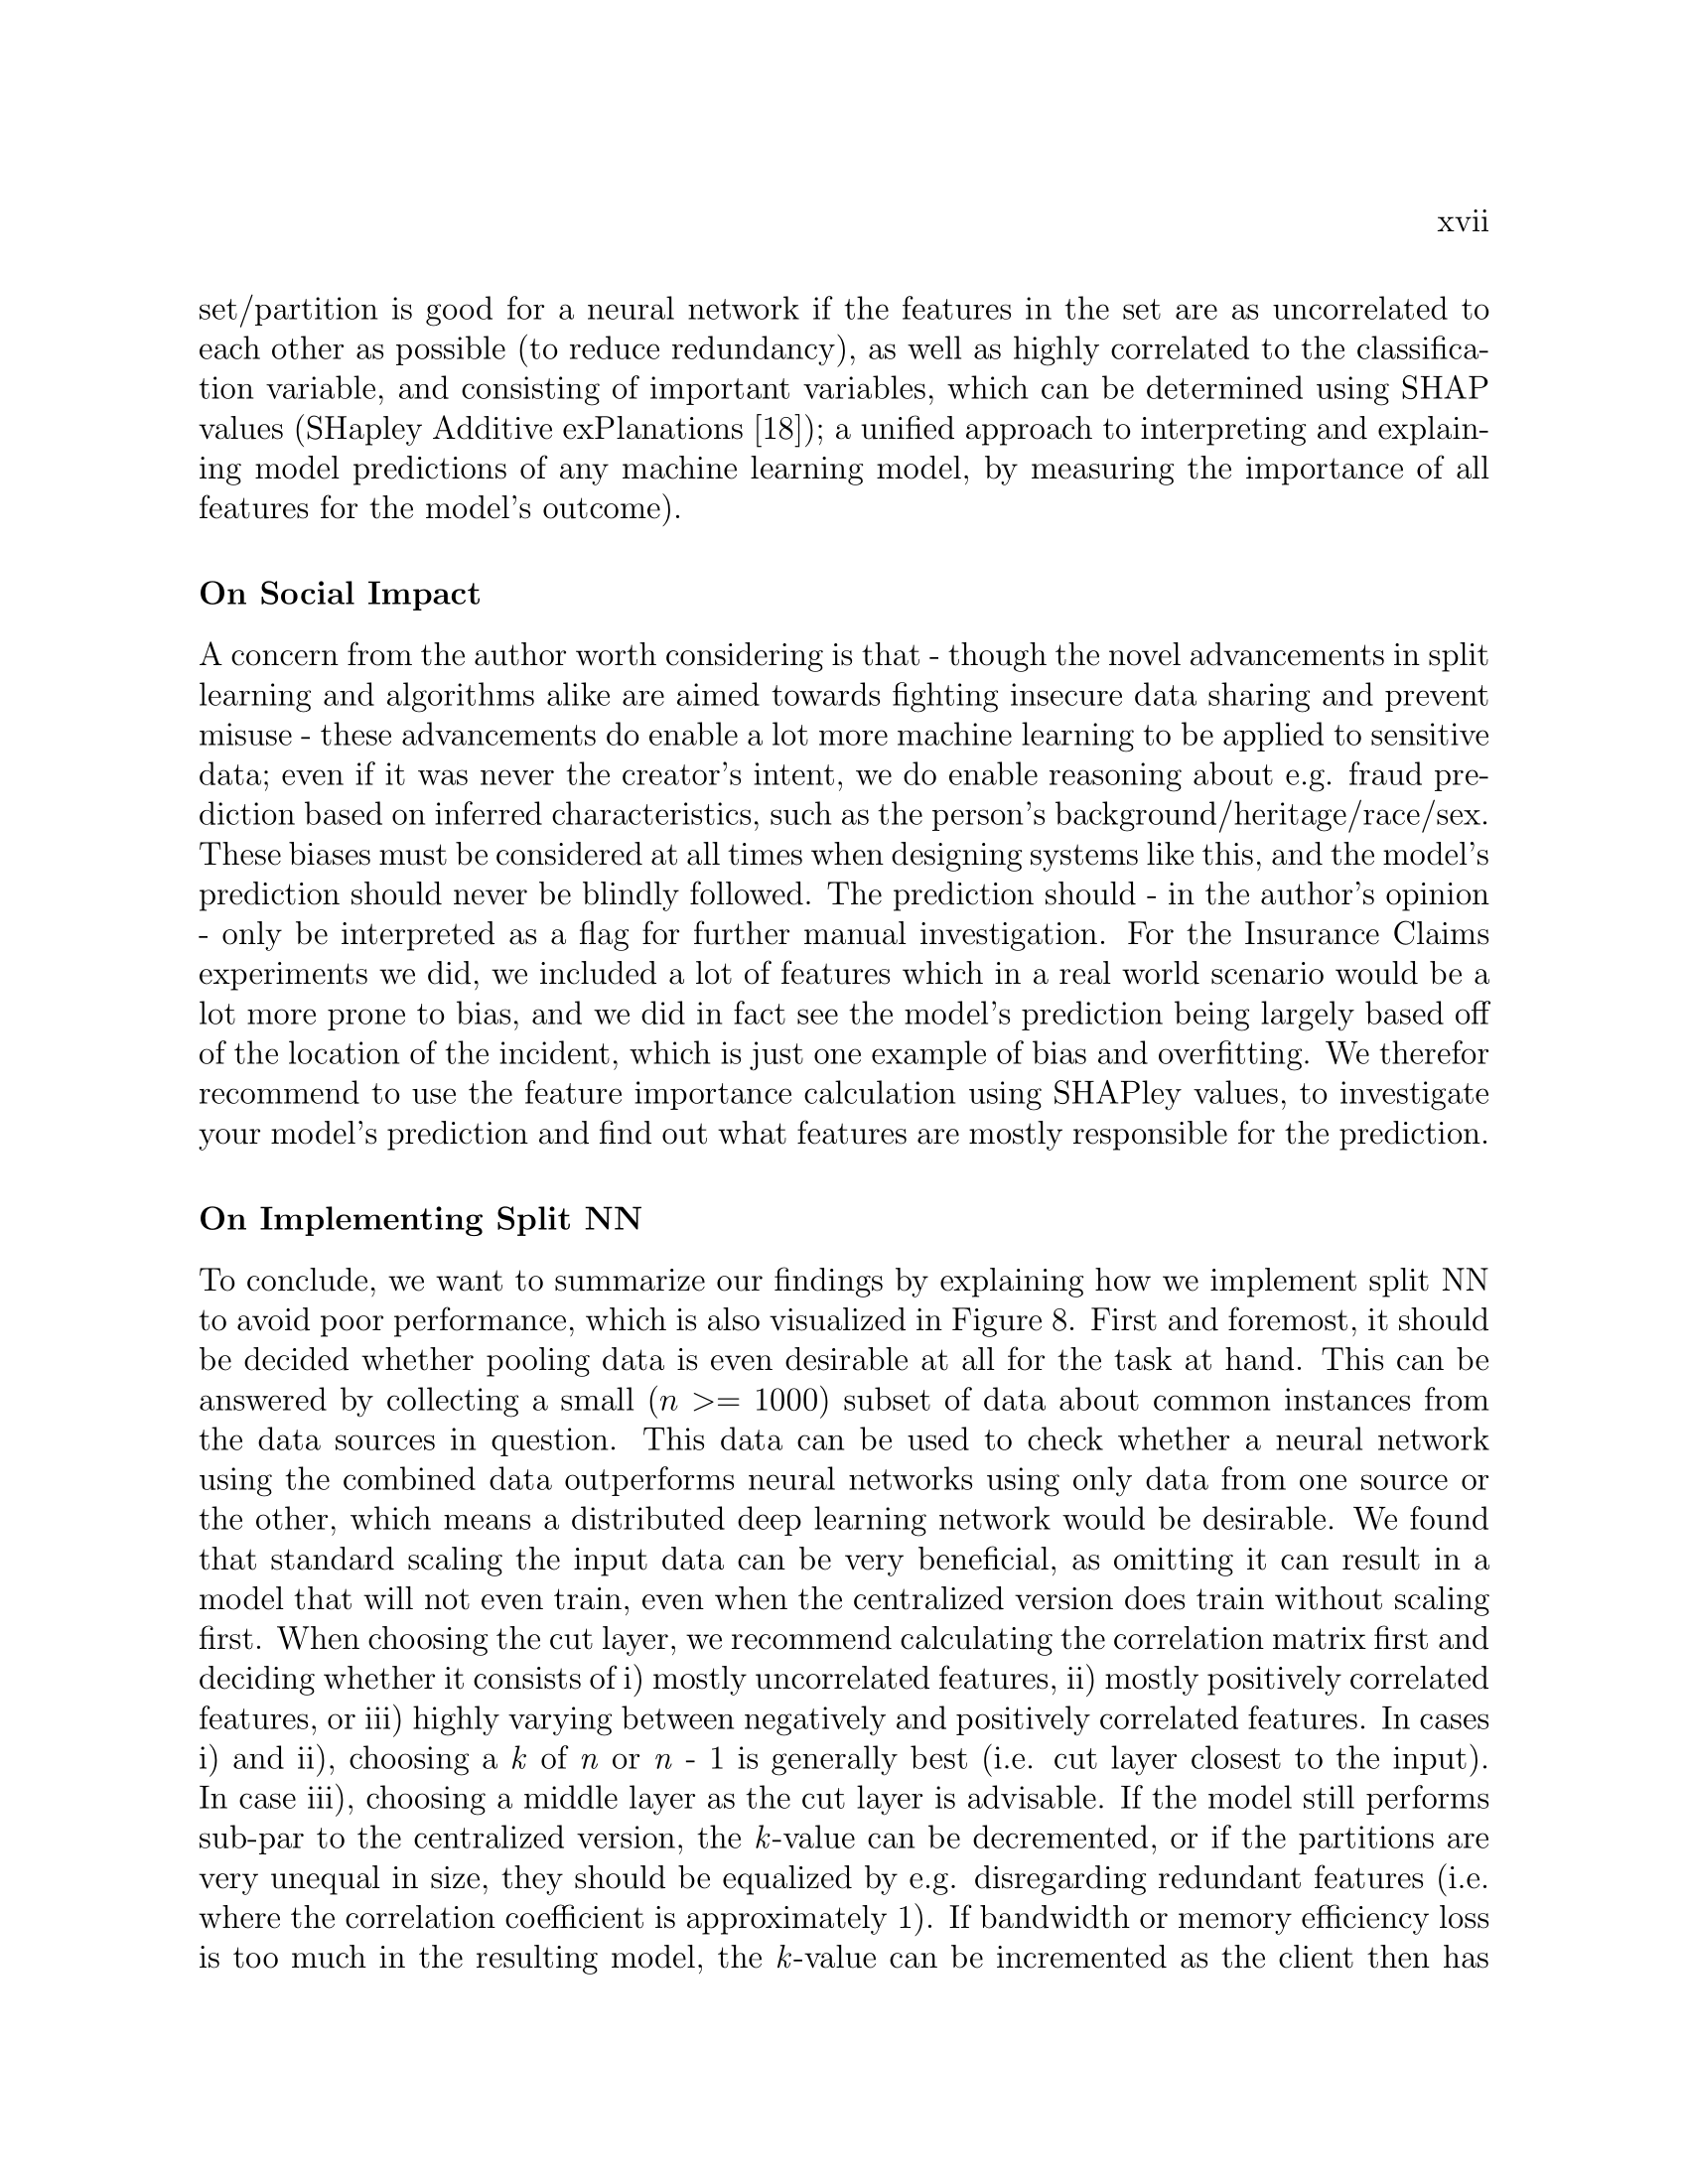 xvii
set/partition is good for a neural network if the features in the set are as uncorrelated to
each other as possible (to reduce redundancy), as well as highly correlated to the classifica-
tion variable, and consisting of important variables, which can be determined using SHAP
values (SHapley Additive exPlanations [18]); a unified approach to interpreting and explain-
ing model predictions of any machine learning model, by measuring the importance of all
features for the model's outcome).
On Social Impact
A concern from the author worth considering is that - though the novel advancements in split
learning and algorithms alike are aimed towards fighting insecure data sharing and prevent
misuse - these advancements do enable a lot more machine learning to be applied to sensitive
data; even if it was never the creator's intent, we do enable reasoning about e.g. fraud pre-
diction based on inferred characteristics, such as the person's background/heritage/race/sex.
These biases must be considered at all times when designing systems like this, and the model's
prediction should never be blindly followed. The prediction should - in the author's opinion
- only be interpreted as a flag for further manual investigation. For the Insurance Claims
experiments we did, we included a lot of features which in a real world scenario would be a
lot more prone to bias, and we did in fact see the model's prediction being largely based off
of the location of the incident, which is just one example of bias and overfitting. We therefor
recommend to use the feature importance calculation using SHAPley values, to investigate
your model's prediction and find out what features are mostly responsible for the prediction.
On Implementing Split NN
To conclude, we want to summarize our findings by explaining how we implement split NN
to avoid poor performance, which is also visualized in Figure 8. First and foremost, it should
be decided whether pooling data is even desirable at all for the task at hand. This can be
answered by collecting a small (n >= 1000) subset of data about common instances from
the data sources in question. This data can be used to check whether a neural network
using the combined data outperforms neural networks using only data from one source or
the other, which means a distributed deep learning network would be desirable. We found
that standard scaling the input data can be very beneficial, as omitting it can result in a
model that will not even train, even when the centralized version does train without scaling
first. When choosing the cut layer, we recommend calculating the correlation matrix first and
deciding whether it consists of i) mostly uncorrelated features, ii) mostly positively correlated
features, or iii) highly varying between negatively and positively correlated features. In cases
i) and ii), choosing a k of n or n - 1 is generally best (i.e. cut layer closest to the input).
In case iii), choosing a middle layer as the cut layer is advisable. If the model still performs
sub-par to the centralized version, the k-value can be decremented, or if the partitions are
very unequal in size, they should be equalized by e.g. disregarding redundant features (i.e.
where the correlation coefficient is approximately 1). If bandwidth or memory efficiency loss
is too much in the resulting model, the k-value can be incremented as the client then has